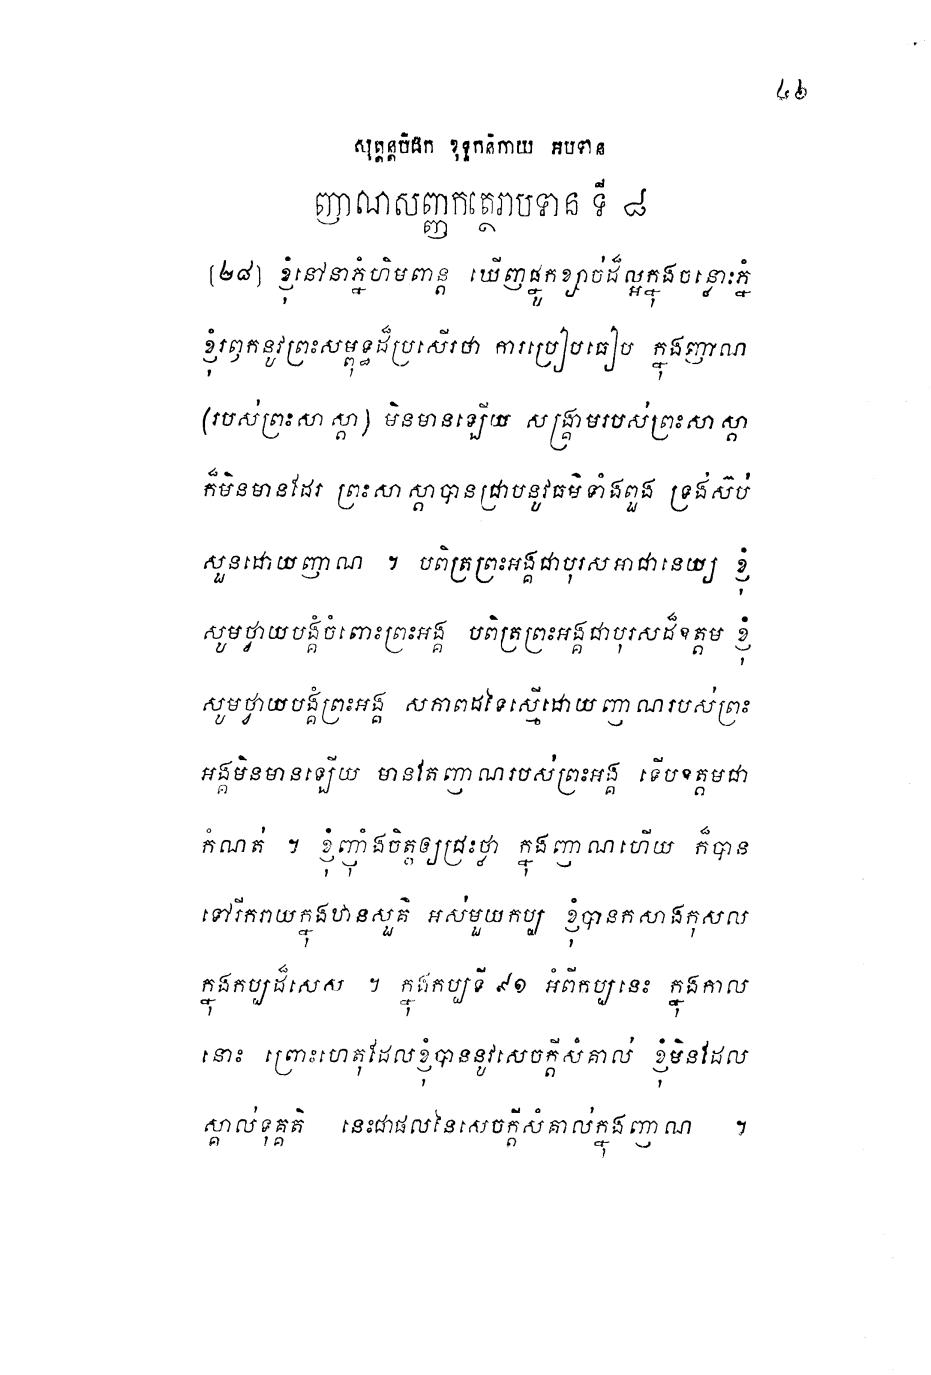 ៤៦
សុត្តន្តបិដក ខុទ្ទកនិកាយ អបទាន
ញាណសញ្ញកត្ថេរាបទាន ទី ៨
[២៨] ខ្ញុំនៅនាភ្នំហិមពាន្ត ឃើញផ្នូកខ្សាច់ដ៏ល្អក្នុងចន្លោះភ្នំ
ខ្ញុំរឭកនូវព្រះសម្ពុទ្ធដ៏ប្រសើរថា ការប្រៀបធៀប ក្នុងញាណ
(របស់ព្រះសាស្តា) មិនមានឡើយ សង្គ្រាមរបស់ព្រះសាស្តា
ក៏មិនមានដែរ ព្រះសាស្តាបានជ្រាបនូវធម៌ទាំងពួង ទ្រង់ស៊ប់
សួនដោយញាណ ។ បពិត្រព្រះអង្គជាបុរសអាជានេយ្យ ខ្ញុំ
សូមថ្វាយបង្គំចំពោះព្រះអង្គ បពិត្រព្រះអង្គជាបុរសដ៏ឧត្តម ខ្ញុំ
សូមថ្វាយបង្គំព្រះអង្គ សភាពដទៃស្មើដោយញាណរបស់ព្រះ
អង្គមិនមានឡើយ មានតែញាណរបស់ព្រះអង្គ ទើបឧត្តមជា
កំណត់ ។ ខ្ញុំញ៉ាំងចិត្តឲ្យជ្រះថ្លា ក្នុងញាណហើយ ក៏បាន
ទៅរីករាយក្នុងឋានសួគ៌ អស់មួយកប្ប ខ្ញុំបានកសាងកុសល
ក្នុងកប្បដ៏សេស ។ ក្នុងកប្បទី ៩១ អំពីកប្បនេះ ក្នុងកាល
នោះ ព្រោះហេតុដែលខ្ញុំបាននូវសេចក្តីសំគាល់ ខ្ញុំមិនដែល
ស្គាល់ទុគ្គតិ នេះជាផលនៃសេចក្តីសំគាល់ក្នុងញាណ ។